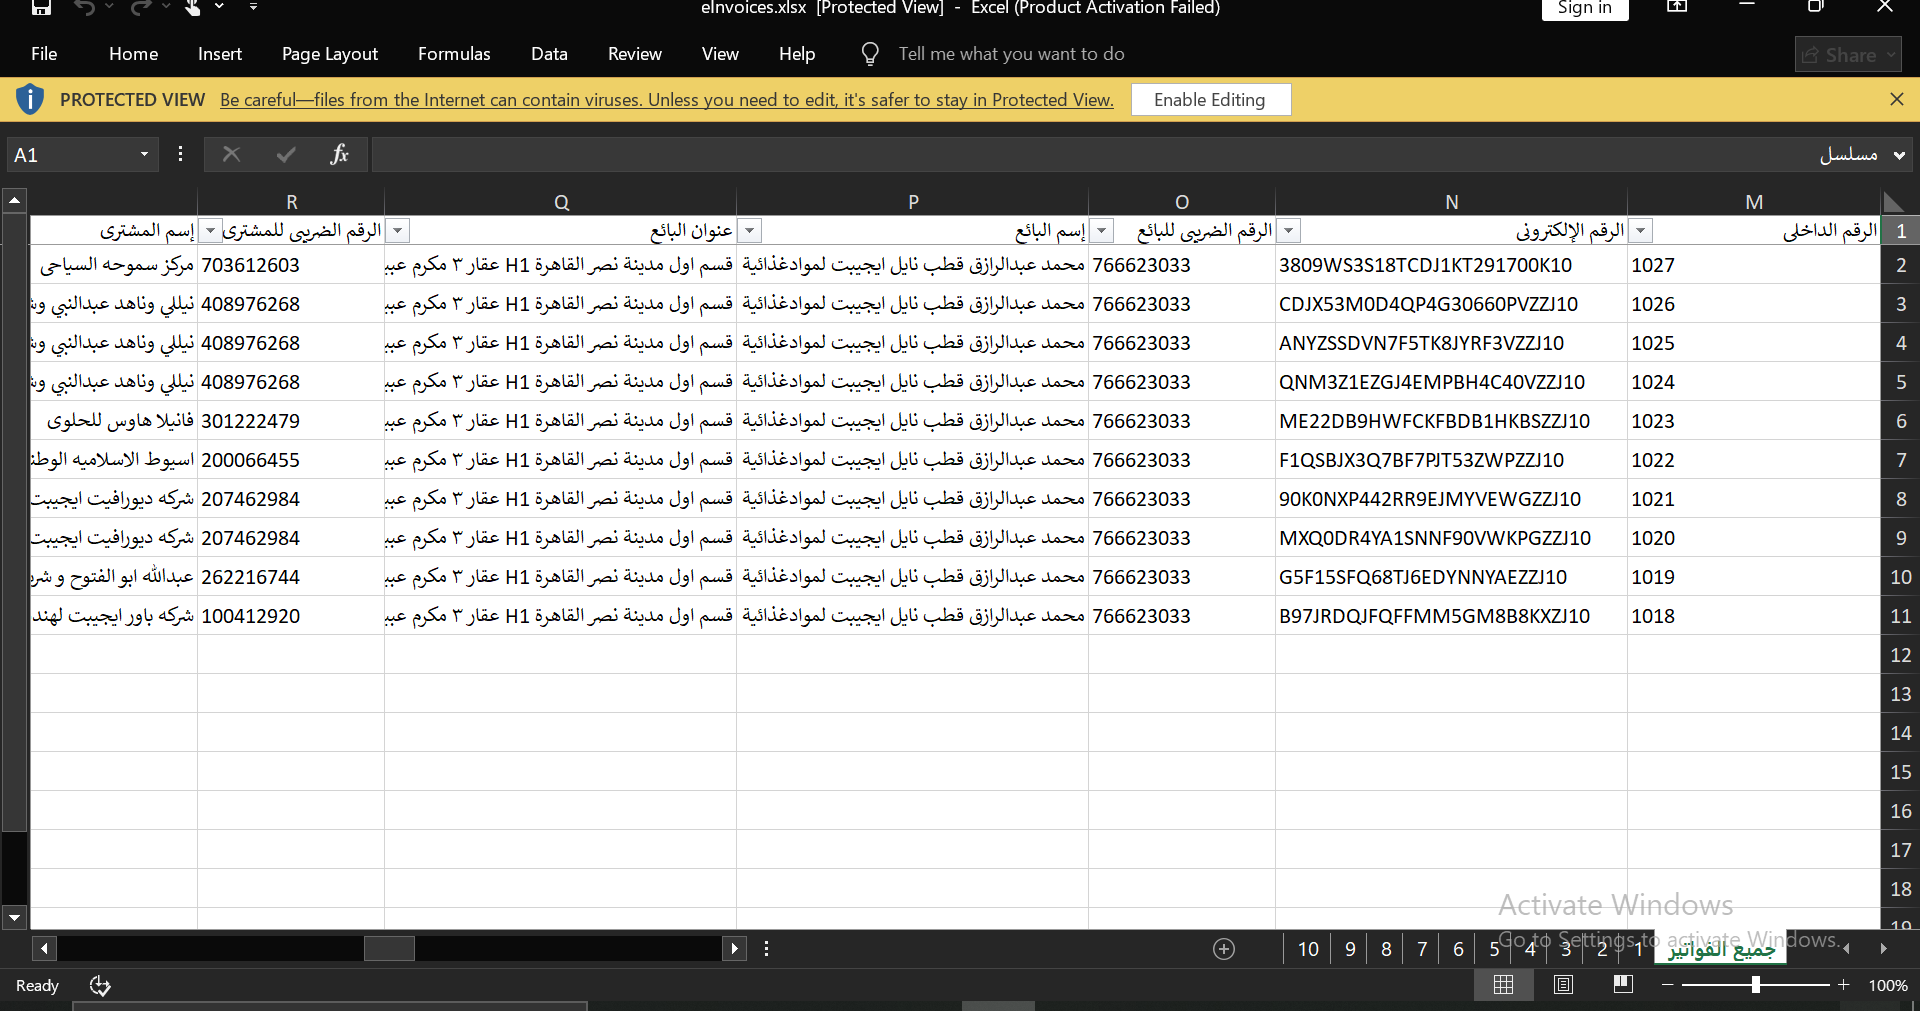 eInvoices.xlsx [Protected View] - Excel (Product Activation Failed) Sign in
File Home Insert Page Layout Formulas Data Review View Help Tell me what you want to do Share
PROTECTED VIEW Be careful—files from the Internet can contain viruses. Unless you need to edit, it's safer to stay in Protected View. Enable Editing
A1 fx مسلسل
R Q P O N M
1 الرقم الداخلى الرقم الإلكترونى الرقم الضريبى للبائع إسم البائع عنوان البائع الرقم الضريبى للمشترى إسم المشترى
2 1027 3809WS3S18TCDJ1KT291700K10 766623033 محمد عبدالرازق قطب نايل ايجيبت لموادغذائية قسم اول مدينة نصر القاهرة H1 عقار ٣ مكرم عبي 703612603 مركز سموحه السياحى
3 1026 CDJX53M0D4QP4G30660PVZZJ10 766623033 محمد عبدالرازق قطب نايل ايجيبت لموادغذائية قسم اول مدينة نصر القاهرة H1 عقار ٣ مكرم عبي 408976268 نيللي وناهد عبدالنبي وش
4 1025 ANYZSSDVN7F5TK8JYRF3VZZJ10 766623033 محمد عبدالرازق قطب نايل ايجيبت لموادغذائية قسم اول مدينة نصر القاهرة H1 عقار ٣ مكرم عبي 408976268 نيللي وناهد عبدالنبي وش
5 1024 QNM3Z1EZGJ4EMPBH4C40VZZJ10 766623033 محمد عبدالرازق قطب نايل ايجيبت لموادغذائية قسم اول مدينة نصر القاهرة H1 عقار ٣ مكرم عبي 408976268 نيللي وناهد عبدالنبي وش
6 1023 ME22DB9HWFCKFBDB1HKBSZZJ10 766623033 محمد عبدالرازق قطب نايل ايجيبت لموادغذائية قسم اول مدينة نصر القاهرة H1 عقار ٣ مكرم عبي 301222479 فانيلا هاوس للحلوى
7 1022 F1QSBJX3Q7BF7PJT53ZWPZZJ10 766623033 محمد عبدالرازق قطب نايل ايجيبت لموادغذائية قسم اول مدينة نصر القاهرة H1 عقار ٣ مكرم عبي 200066455 اسيوط الاسلاميه الوطن
8 1021 90K0NXP442RR9EJMYVEWGZZJ10 766623033 محمد عبدالرازق قطب نايل ايجيبت لموادغذائية قسم اول مدينة نصر القاهرة H1 عقار ٣ مكرم عبي 207462984 شركه ديورافيت ايجيبت
9 1020 MXQ0DR4YA1SNNF90VWKPGZZJ10 766623033 محمد عبدالرازق قطب نايل ايجيبت لموادغذائية قسم اول مدينة نصر القاهرة H1 عقار ٣ مكرم عبي 207462984 شركه ديورافيت ايجيبت
10 1019 G5F15SFQ68TJ6EDYNNYAEZZJ10 766623033 محمد عبدالرازق قطب نايل ايجيبت لموادغذائية قسم اول مدينة نصر القاهرة H1 عقار ٣ مكرم عبي 262216744 عبدالله ابو الفتوح و شر
11 1018 B97JRDQJFQFFMM5GM8B8KXZJ10 766623033 محمد عبدالرازق قطب نايل ايجيبت لموادغذائية قسم اول مدينة نصر القاهرة H1 عقار ٣ مكرم عبي 100412920 شركه باور ايجيبت لهند
12
13
14
15
16
17
18
19
Activate Windows
Go to Settings to activate Windows.
10 9 8 7 6 5 4 3 2 1 جميع الفواتير
Ready 100%